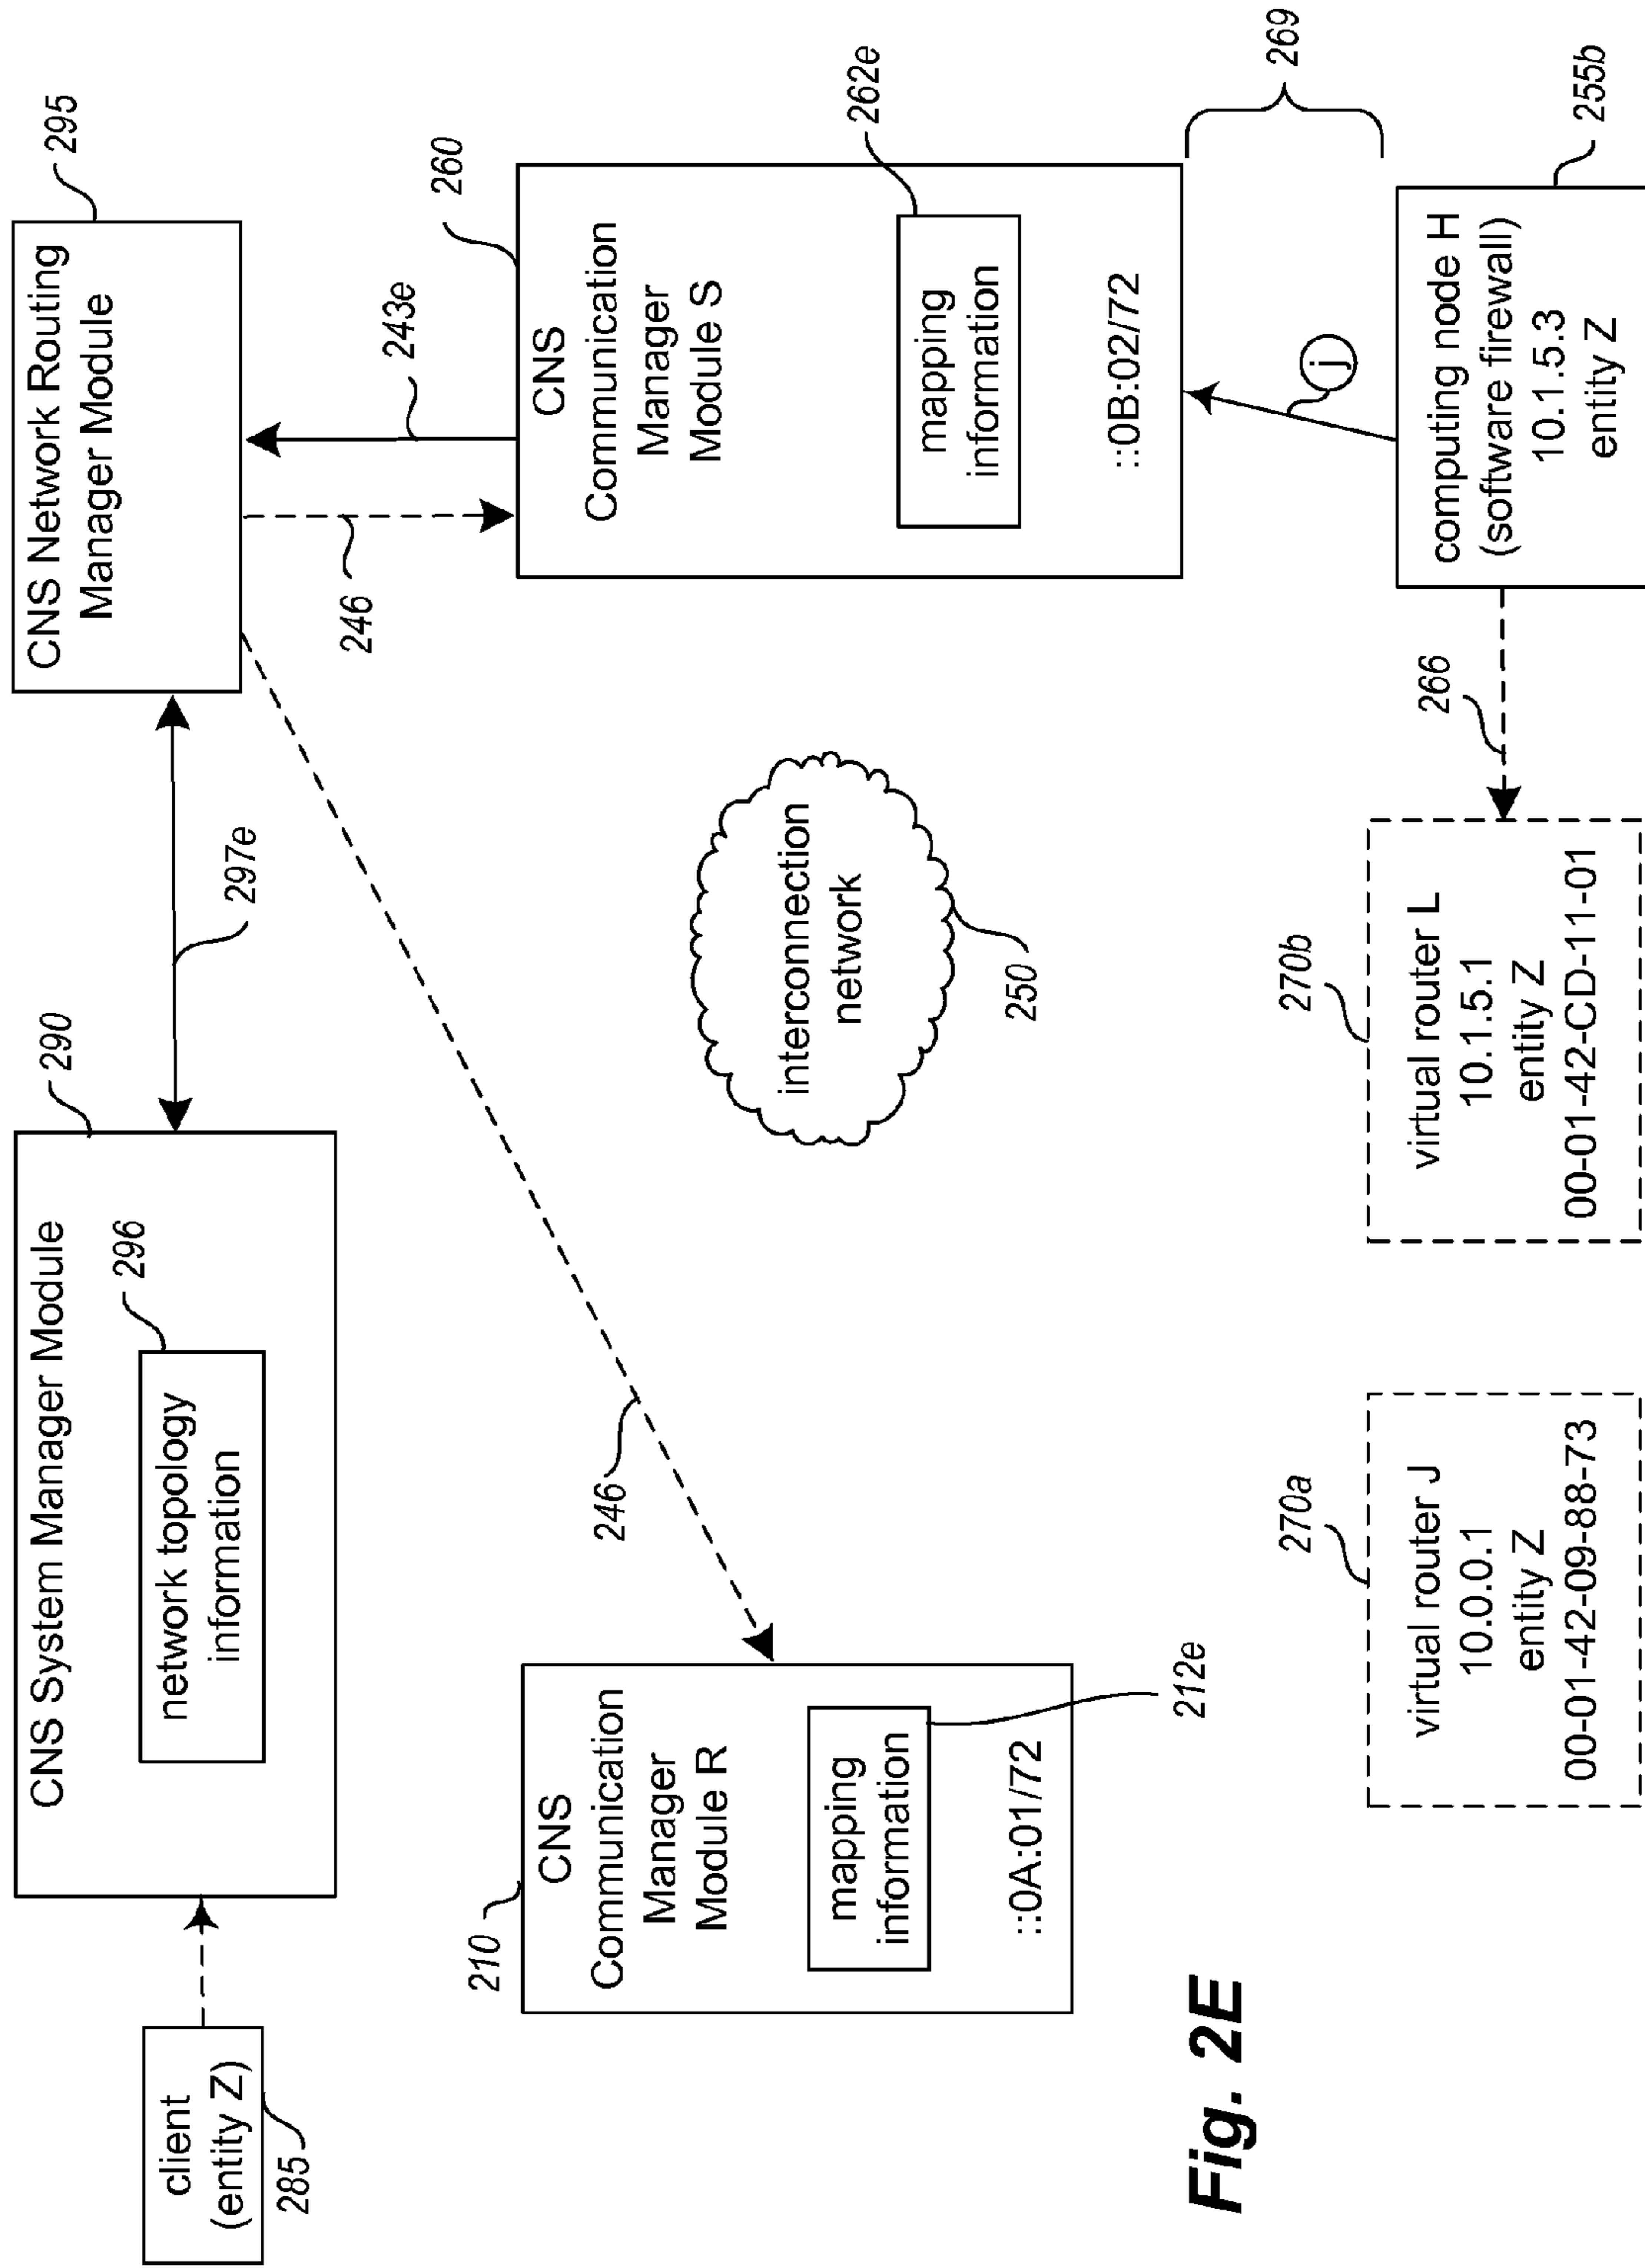 client
(entity Z)
285
CNS System Manager Module
290
network topology
information
296
297e
CNS Network Routing
Manager Module
295
246
243e
246
210
CNS
Communication
Manager
Module R
mapping
information
212e
::0A:01/72
interconnection
network
250
260
CNS
Communication
Manager
Module S
mapping
information
262e
::0B:02/72
269
j
270a
virtual router J
10.0.0.1
entity Z
00-01-42-09-88-73
270b
virtual router L
10.1.5.1
entity Z
00-01-42-CD-11-01
266
computing node H
(software firewall)
10.1.5.3
entity Z
255b
Fig. 2E